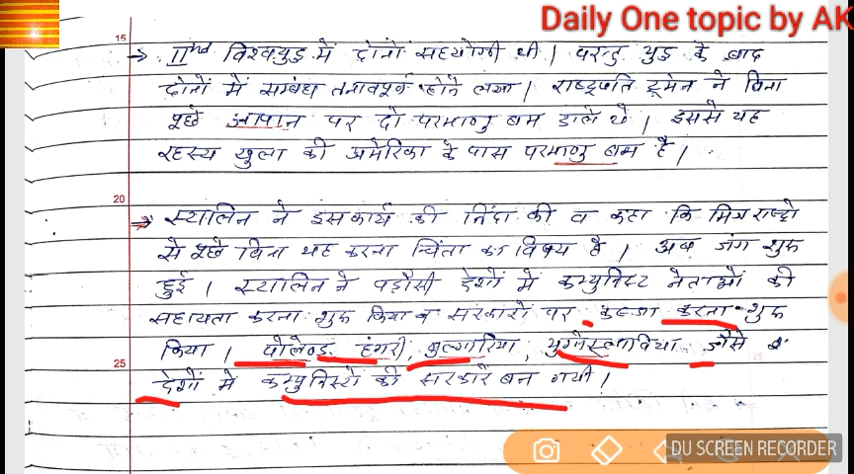 Daily One topic by AK
15
→ IInd विश्वयुद्ध में दोनों सहयोगी थी। परन्तु युद्ध के बाद
दोनों में सम्बंध तनावपूर्ण होने लगा। राष्ट्रपति ट्रूमेन ने बिना
पूछे जापान पर दो परमाणु बम डाले थे। इससे यह
रहस्य खुला की अमेरिका के पास परमाणु बम है।
20
→ स्टालिन ने इस कार्य की निंदा की व कहा कि मित्र राष्ट्रो
से पूछे बिना यह करना चिंता का विषय है। अब जंग शुरू
हुई। स्टालिन ने पड़ौसी देशों में कम्युनिस्ट नेताओं की
सहायता करना शुरू किया व सरकारों पर कब्जा करना शुरू
किया। पोलेण्ड, हंगरी, बुल्गारिया, युगोस्लाविया जैसे
25
देशों में कम्युनिस्टो की सरकारे बन गयी।
DU SCREEN RECORDER